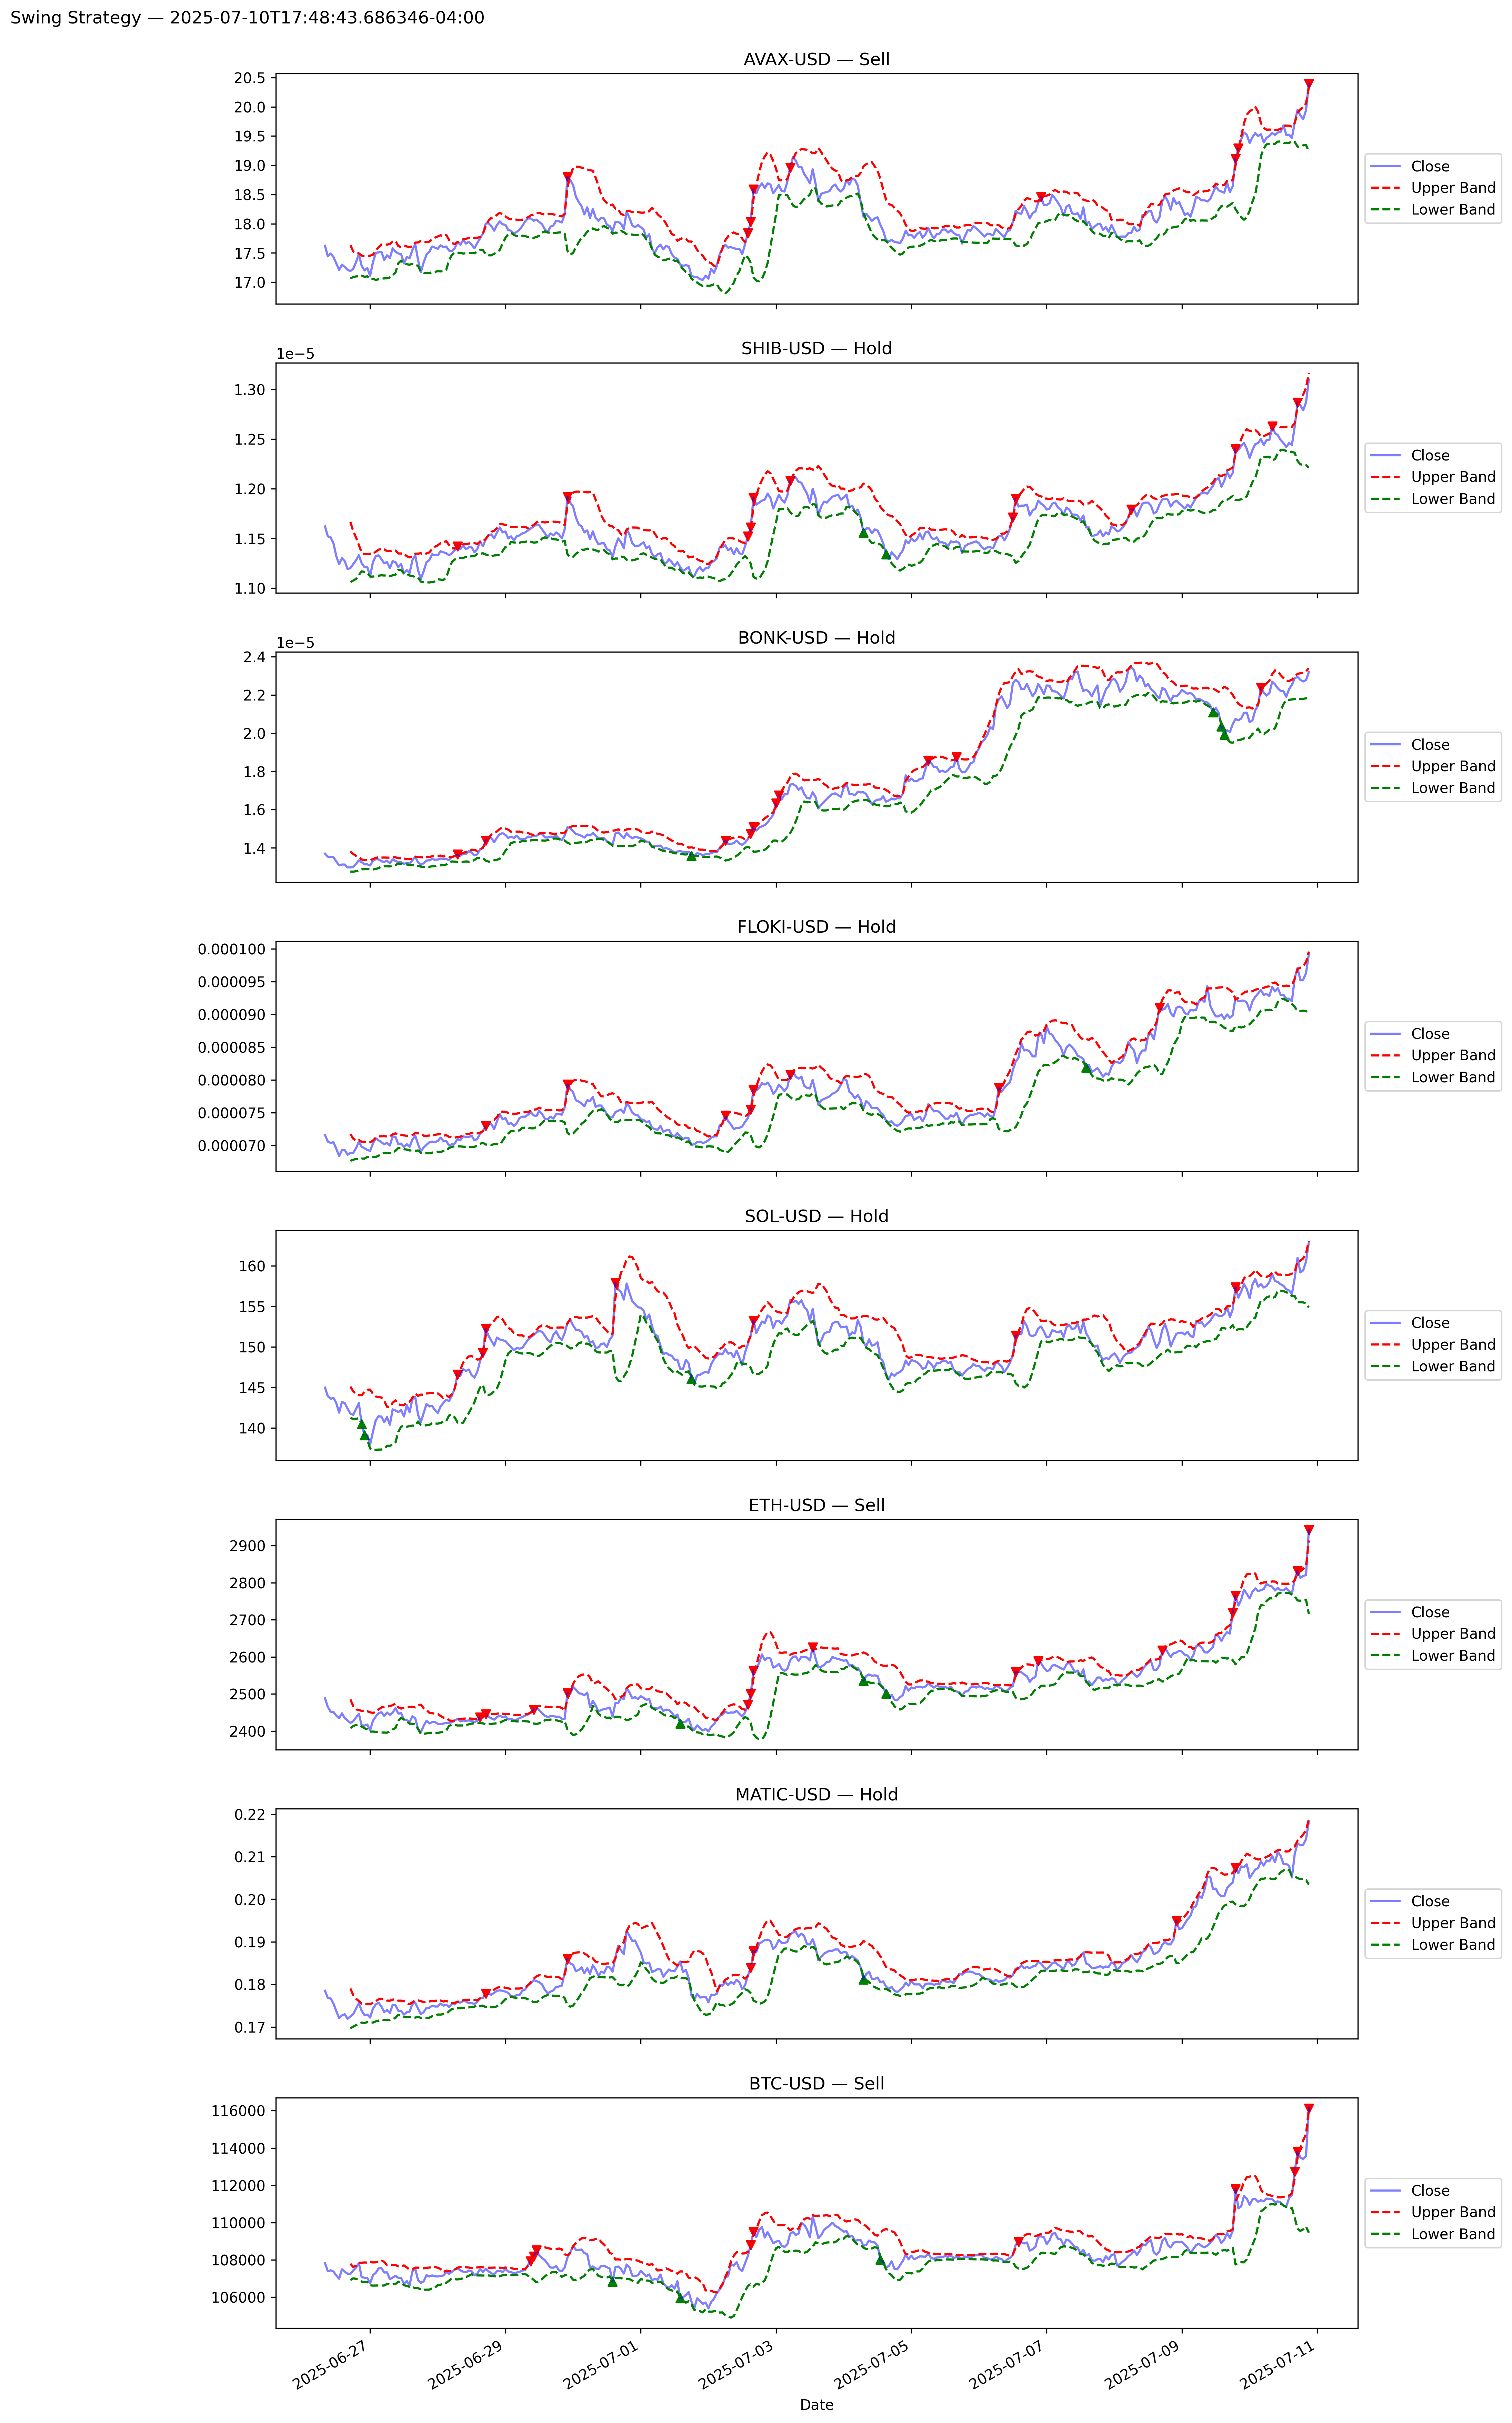 Swing Strategy — 2025-07-10T17:48:43.686346-04:00
AVAX-USD — Sell
20.5
20.0
19.5
19.0
18.5
18.0
17.5
17.0
Close
Upper Band
Lower Band
SHIB-USD — Hold
1e−5
1.30
1.25
1.20
1.15
1.10
Close
Upper Band
Lower Band
BONK-USD — Hold
1e−5
2.4
2.2
2.0
1.8
1.6
1.4
Close
Upper Band
Lower Band
FLOKI-USD — Hold
0.000100
0.000095
0.000090
0.000085
0.000080
0.000075
0.000070
Close
Upper Band
Lower Band
SOL-USD — Hold
160
155
150
145
140
Close
Upper Band
Lower Band
ETH-USD — Sell
2900
2800
2700
2600
2500
2400
Close
Upper Band
Lower Band
MATIC-USD — Hold
0.22
0.21
0.20
0.19
0.18
0.17
Close
Upper Band
Lower Band
BTC-USD — Sell
116000
114000
112000
110000
108000
106000
Close
Upper Band
Lower Band
2025-06-27
2025-06-29
2025-07-01
2025-07-03
2025-07-05
2025-07-07
2025-07-09
2025-07-11
Date